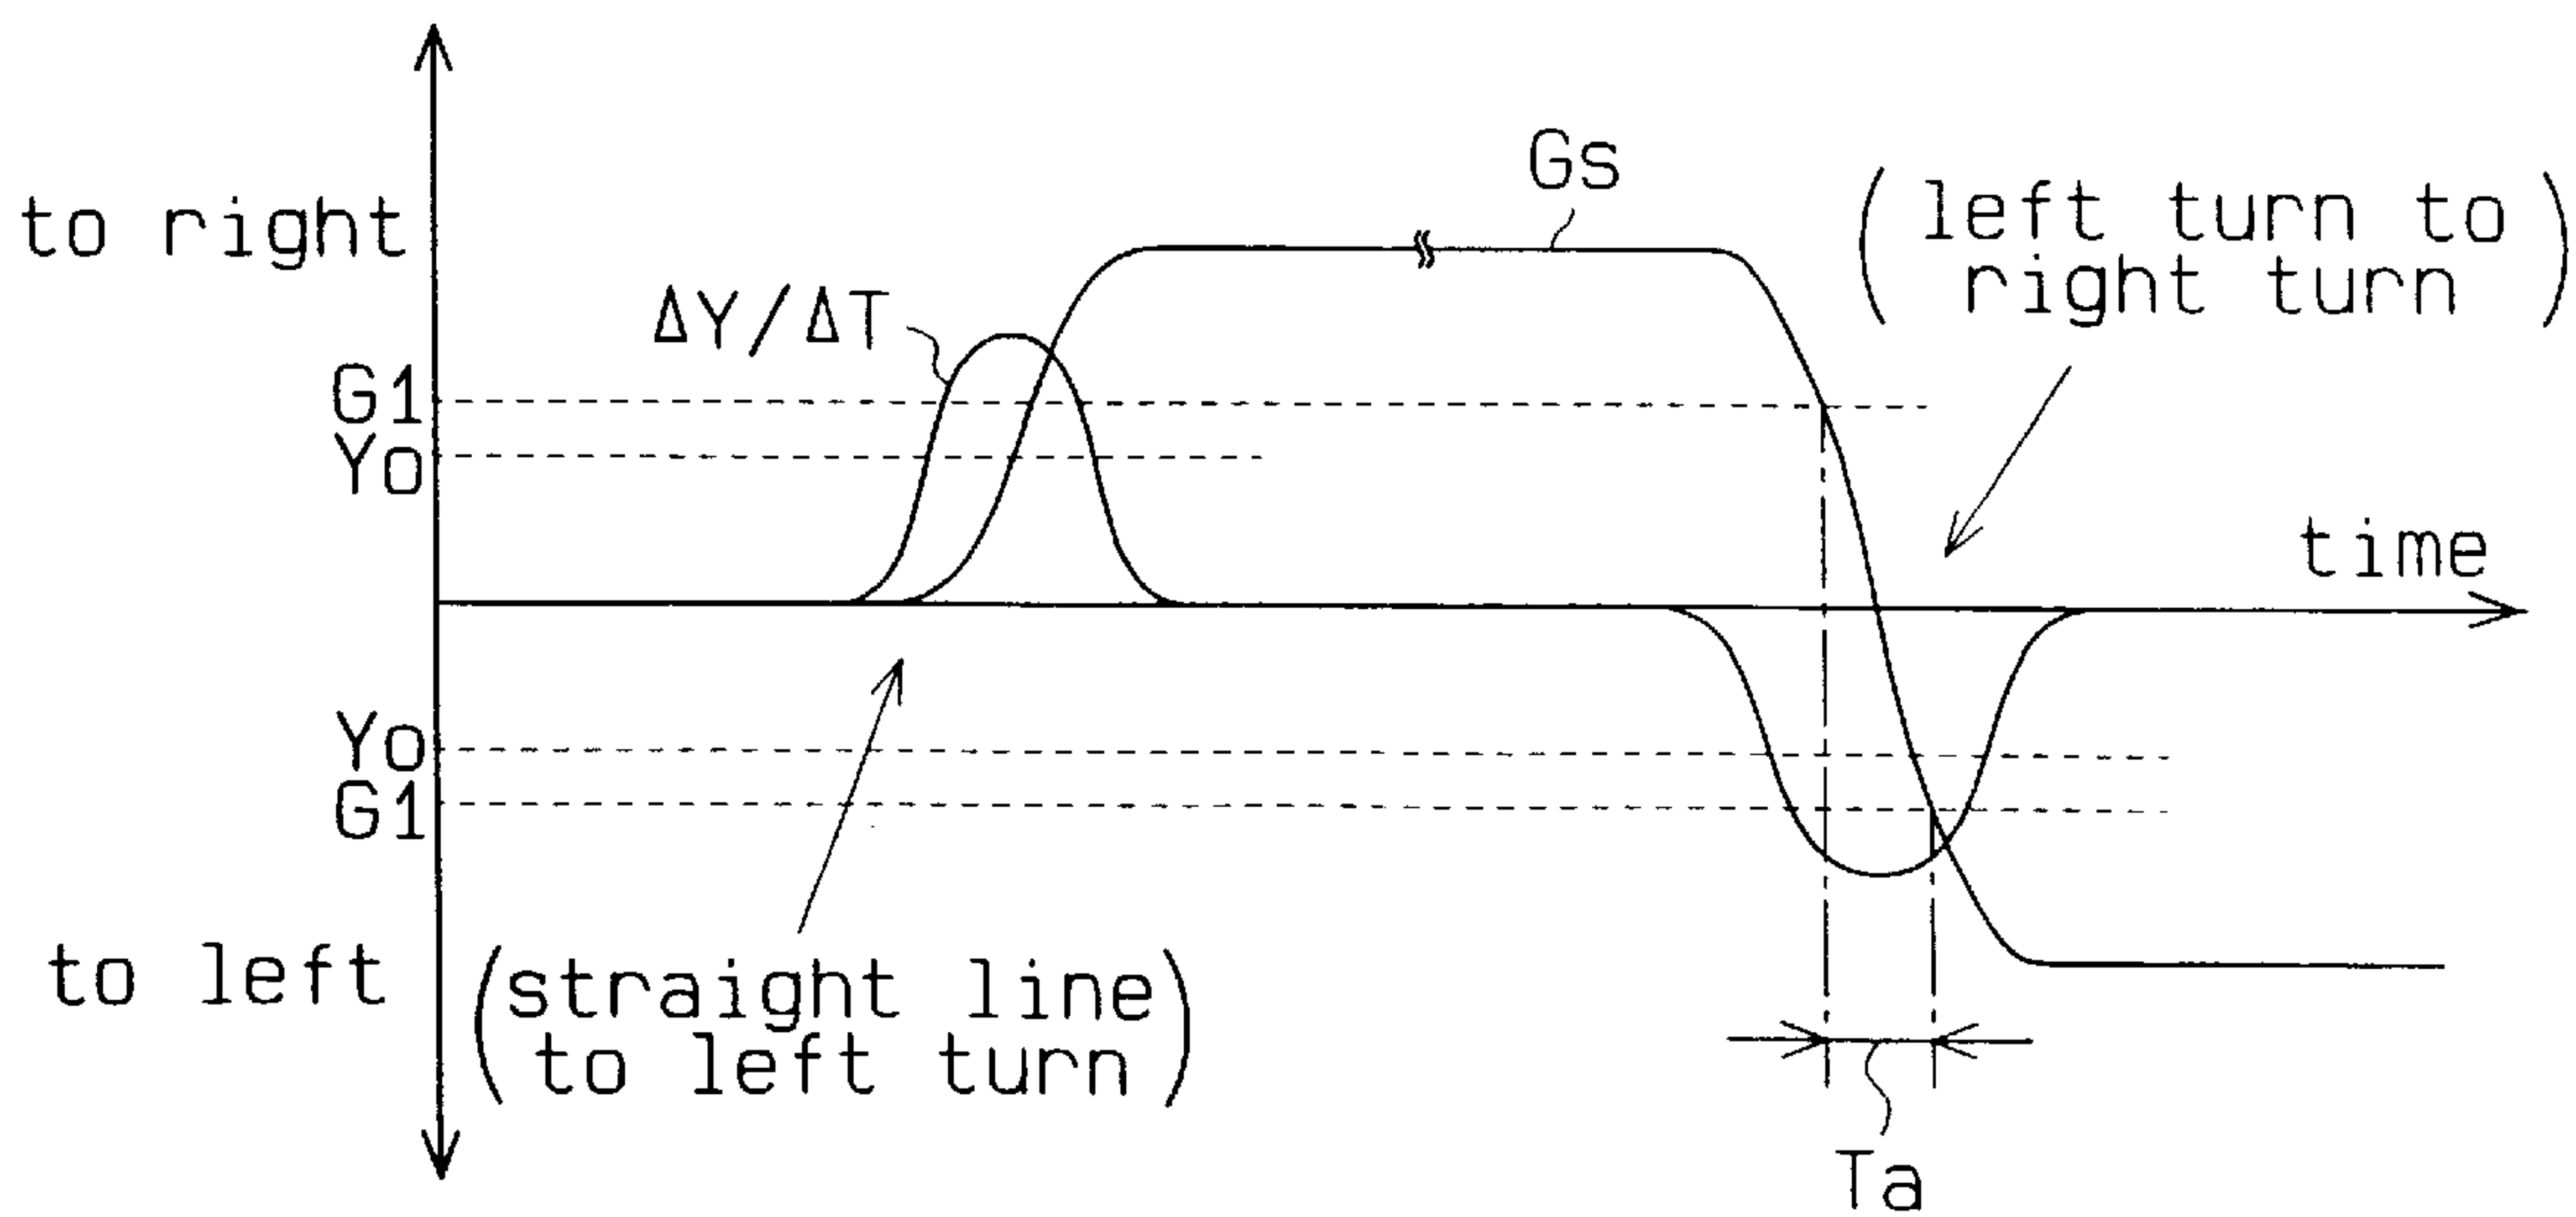 Gs
to right
(left turn to
right turn)
ΔY/ΔT
G1
Yo
time
Yo
G1
to left
(straight line
to left turn)
Ta